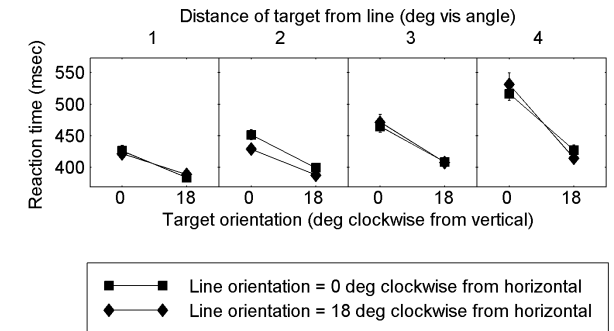 Distance of target from line (deg vis angle)
1 2 3 4
Reaction time (msec)
550
500
450
400
0 18 0 18 0 18 0 18
Target orientation (deg clockwise from vertical)
Line orientation = 0 deg clockwise from horizontal
Line orientation = 18 deg clockwise from horizontal